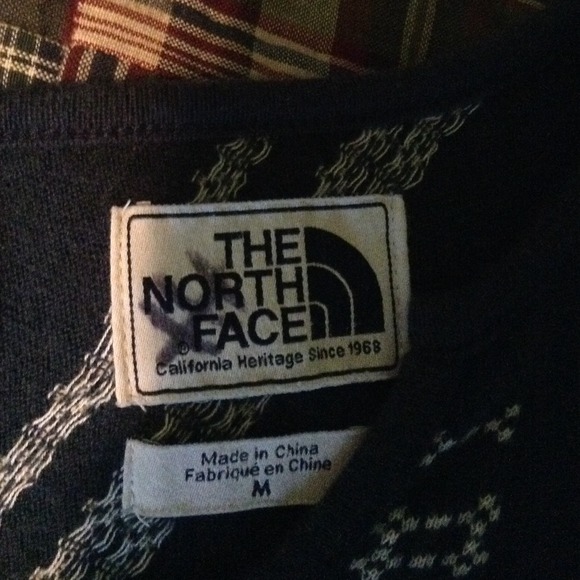 THE
NORTH
FACE
®
California Heritage Since 1968
Made in China
Fabriqué en Chine
M